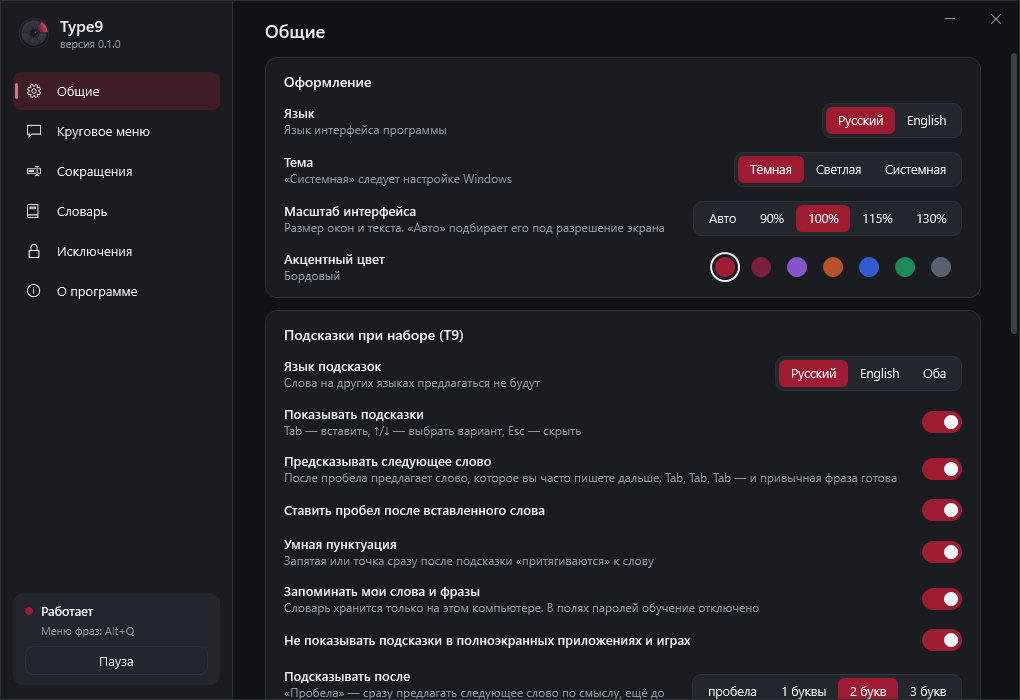 Type9
версия 0.1.0
Общие
Круговое меню
Сокращения
Словарь
Исключения
О программе
Работает
Меню фраз: Alt+Q
Пауза
Общие
Оформление
Язык
Язык интерфейса программы
Русский English
Тема
«Системная» следует настройке Windows
Тёмная Светлая Системная
Масштаб интерфейса
Размер окон и текста. «Авто» подбирает его под разрешение экрана
Авто 90% 100% 115% 130%
Акцентный цвет
Бордовый
Подсказки при наборе (T9)
Язык подсказок
Слова на других языках предлагаться не будут
Русский English Оба
Показывать подсказки
Tab — вставить, ↑/↓ — выбрать вариант, Esc — скрыть
Предсказывать следующее слово
После пробела предлагает слово, которое вы часто пишете дальше. Tab, Tab, Tab — и привычная фраза готова
Ставить пробел после вставленного слова
Умная пунктуация
Запятая или точка сразу после подсказки «притягиваются» к слову
Запоминать мои слова и фразы
Словарь хранится только на этом компьютере. В полях паролей обучение отключено
Не показывать подсказки в полноэкранных приложениях и играх
Подсказывать после
«Пробела» — сразу предлагать следующее слово по смыслу, ещё до
пробела 1 буквы 2 букв 3 букв